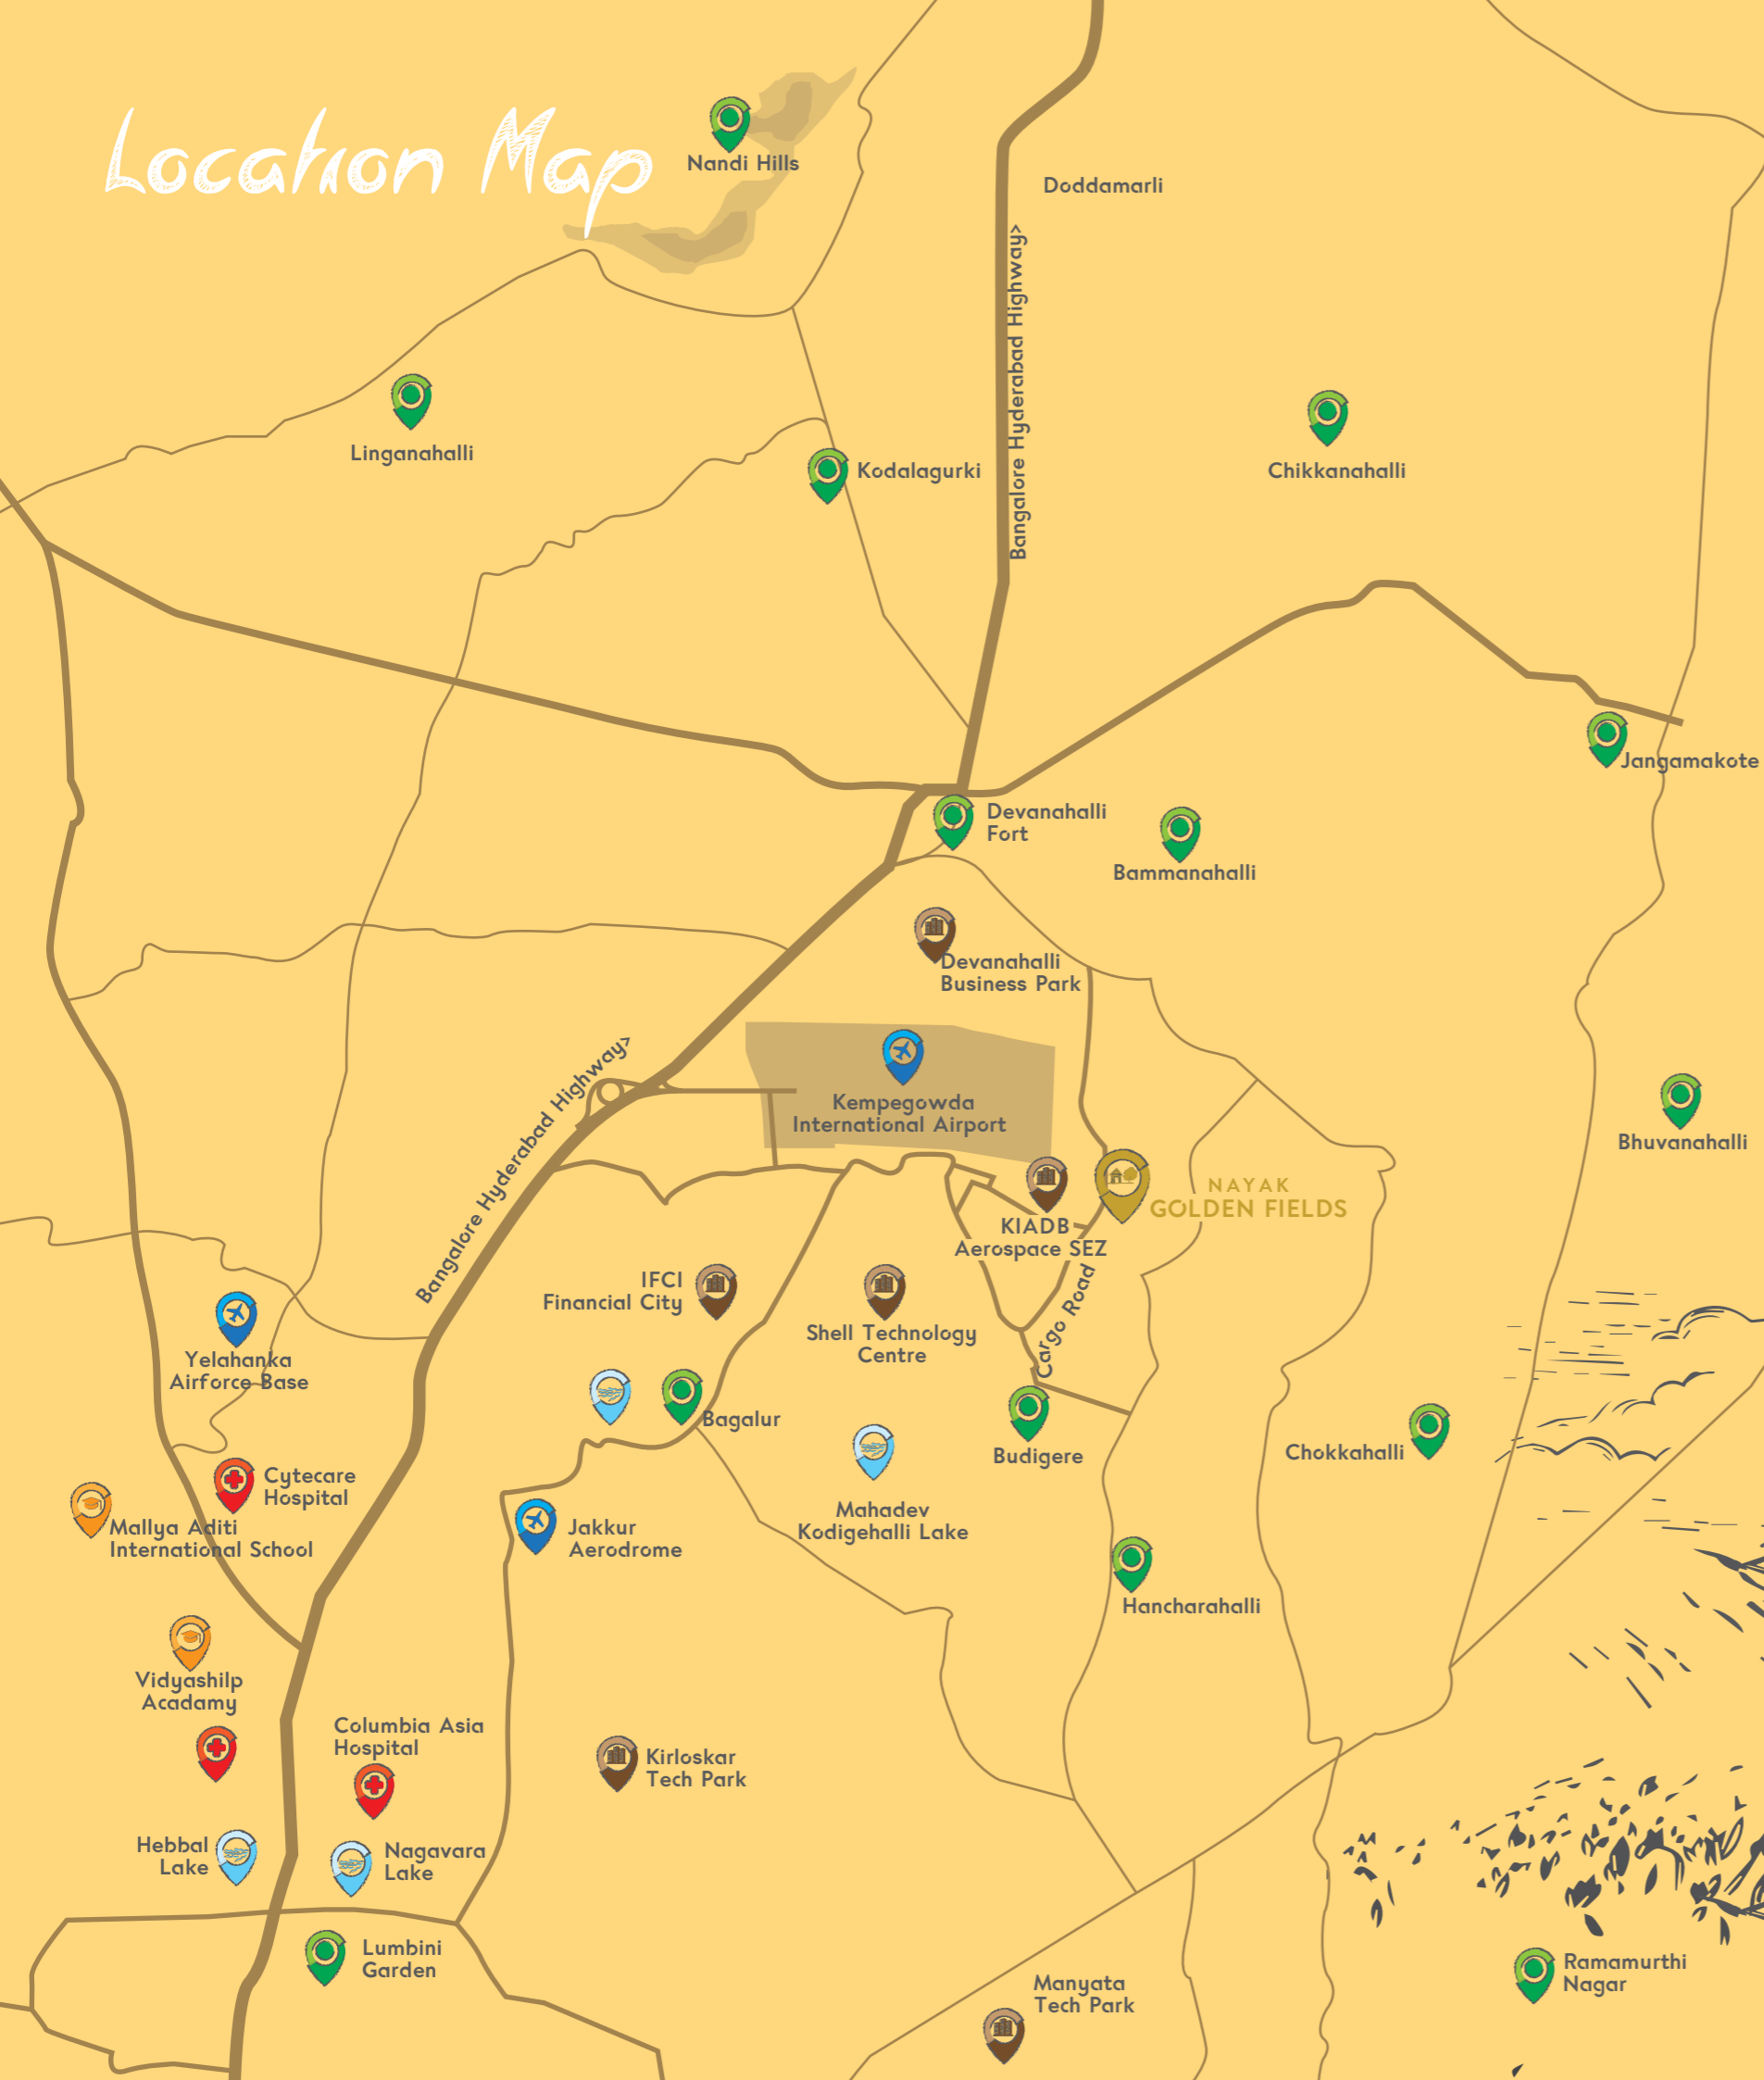 Location Map
Nandi Hills
Doddamarli
Bangalore Hyderabad Highway>
Linganahalli
Kodalagurki
Chikkanahalli
Jangamakote
Devanahalli
Fort
Bammanahalli
Devanahalli
Business Park
Kempegowda
International Airport
Bangalore Hyderabad Highway>
Bhuvanahalli
NAYAK
GOLDEN FIELDS
KIADB
Aerospace SEZ
IFCI
Financial City
Shell Technology
Centre
Cargo Road
Yelahanka
Airforce Base
Bagalur
Budigere
Chokkahalli
Cytecare
Hospital
Mahadev
Kodigehalli Lake
Mallya Aditi
International School
Jakkur
Aerodrome
Hancharahalli
Vidyashilp
Acadamy
Columbia Asia
Hospital
Kirloskar
Tech Park
Hebbal
Lake
Nagavara
Lake
Lumbini
Garden
Manyata
Tech Park
Ramamurthi
Nagar